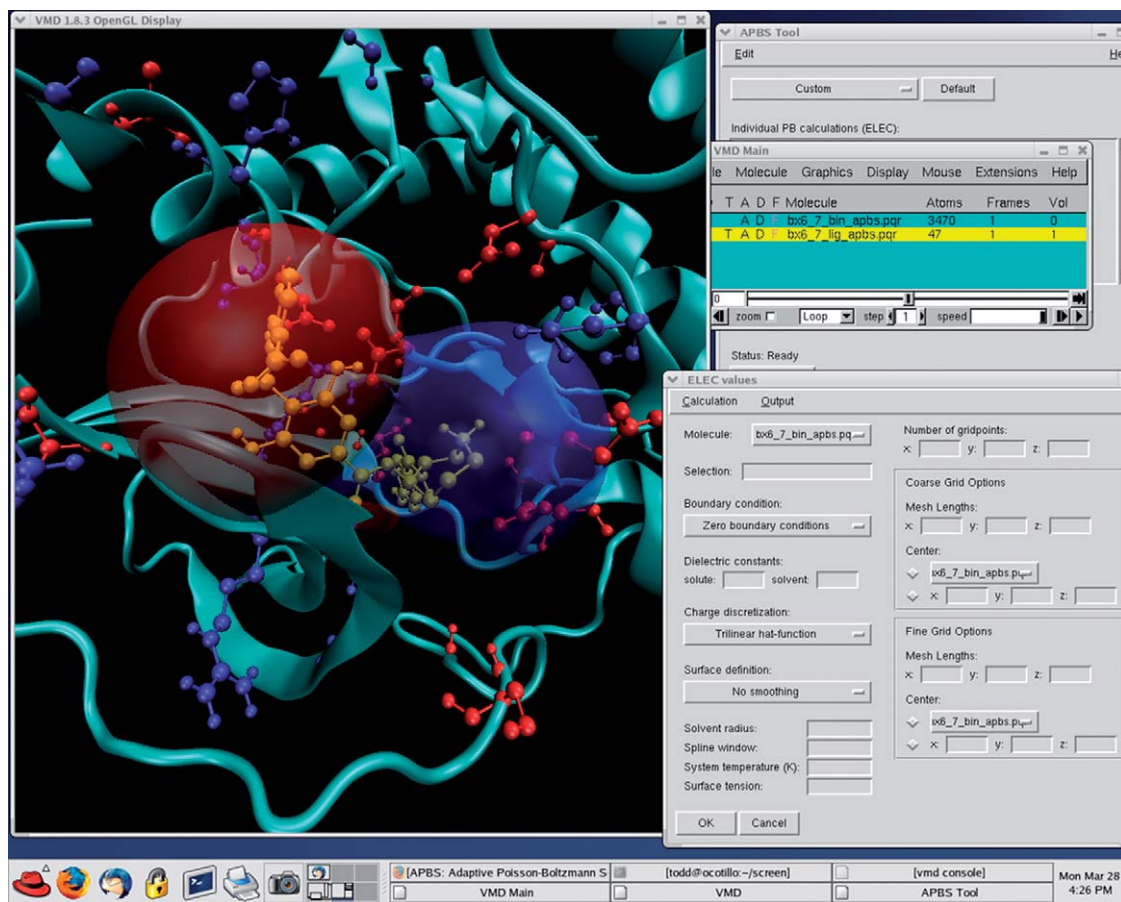 VMD 1.8.3 OpenGL Display
APBS Tool
Edit
Custom
Default
Individual PB calculations (ELEC):
VMD Main
Molecule Graphics Display Mouse Extensions Help
T A D F Molecule Atoms Frames Vol
A D F bx6_7_bin_apbs.pqr 3470 1 0
T A D F bx6_7_lig_apbs.pqr 47 1 1
0
zoom Loop step 1 speed
Status: Ready
ELEC values
Calculation Output
Molecule: bx6_7_bin_apbs.pq
Selection:
Boundary condition:
Zero boundary conditions
Dielectric constants:
solute: solvent:
Charge discretization:
Trilinear hat-function
Surface definition:
No smoothing
Solvent radius:
Spline window:
System temperature (K):
Surface tension:
OK Cancel
Number of gridpoints:
x: y: z:
Coarse Grid Options
Mesh Lengths:
x: y: z:
Center:
x6_7_bin_apbs.p
x: y: z:
Fine Grid Options
Mesh Lengths:
x: y: z:
Center:
x6_7_bin_apbs.p
x: y: z:
[APBS: Adaptive Poisson-Boltzmann S
[todd@ocotillo:~/screen]
[vmd console]
VMD Main
VMD
APBS Tool
Mon Mar 28
4:26 PM